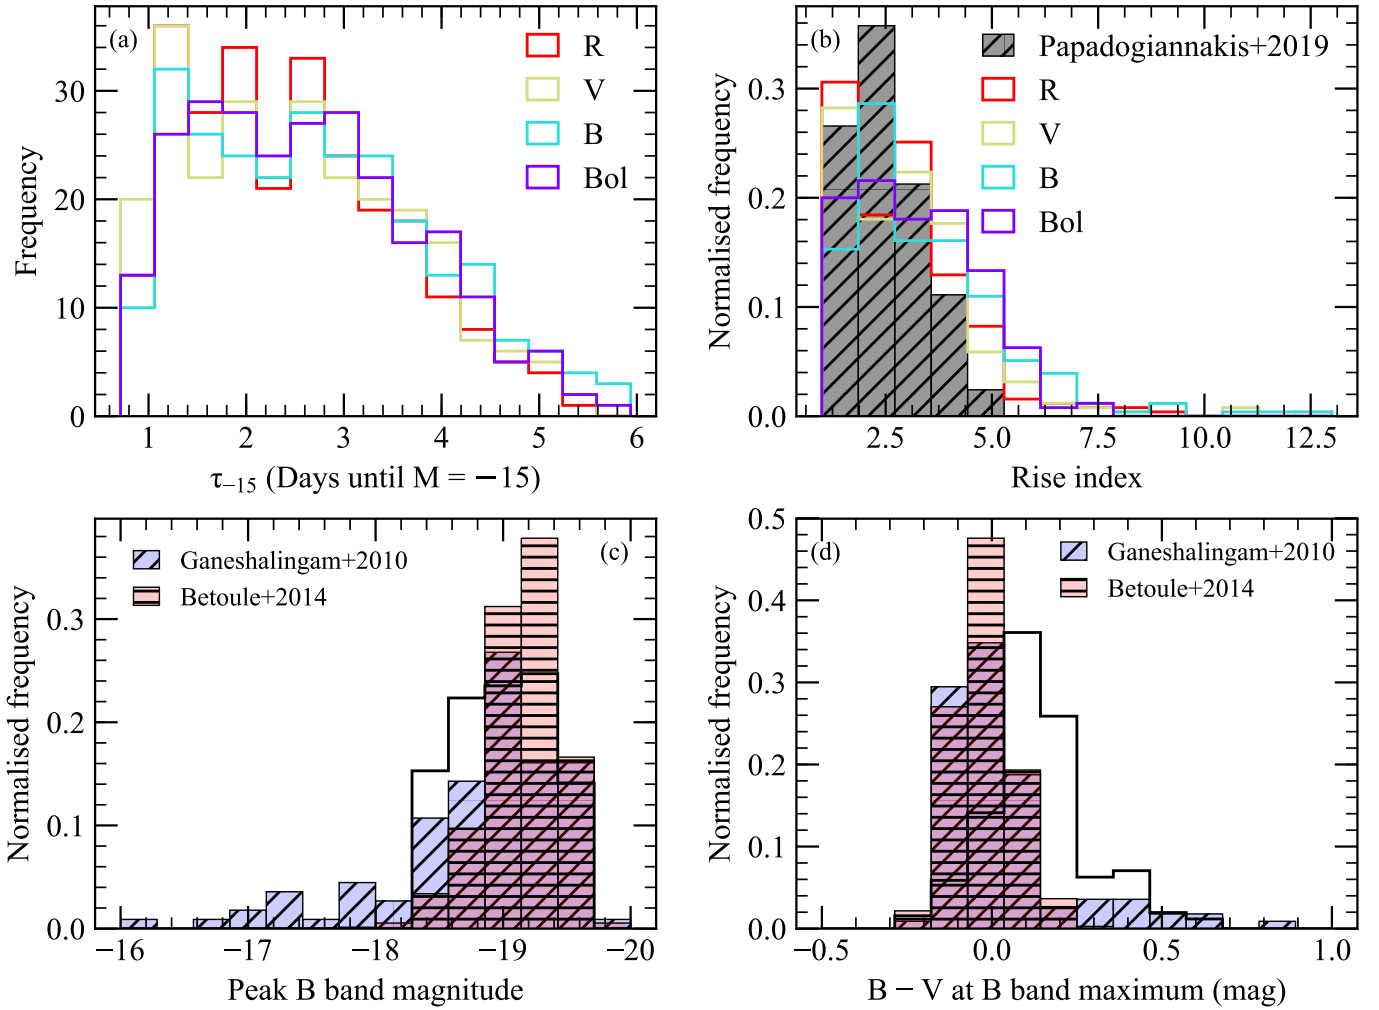 (a)
R
V
B
Bol
30
20
10
0
Frequency
1 2 3 4 5 6
τ−15 (Days until M = −15)
(b)
Papadogiannakis+2019
R
V
B
Bol
0.3
0.2
0.1
0.0
Normalised frequency
2.5 5.0 7.5 10.0 12.5
Rise index
(c)
Ganeshalingam+2010
Betoule+2014
0.3
0.2
0.1
0.0
Normalised frequency
−16 −17 −18 −19 −20
Peak B band magnitude
(d)
Ganeshalingam+2010
Betoule+2014
0.5
0.4
0.3
0.2
0.1
0.0
Normalised frequency
−0.5 0.0 0.5 1.0
B − V at B band maximum (mag)